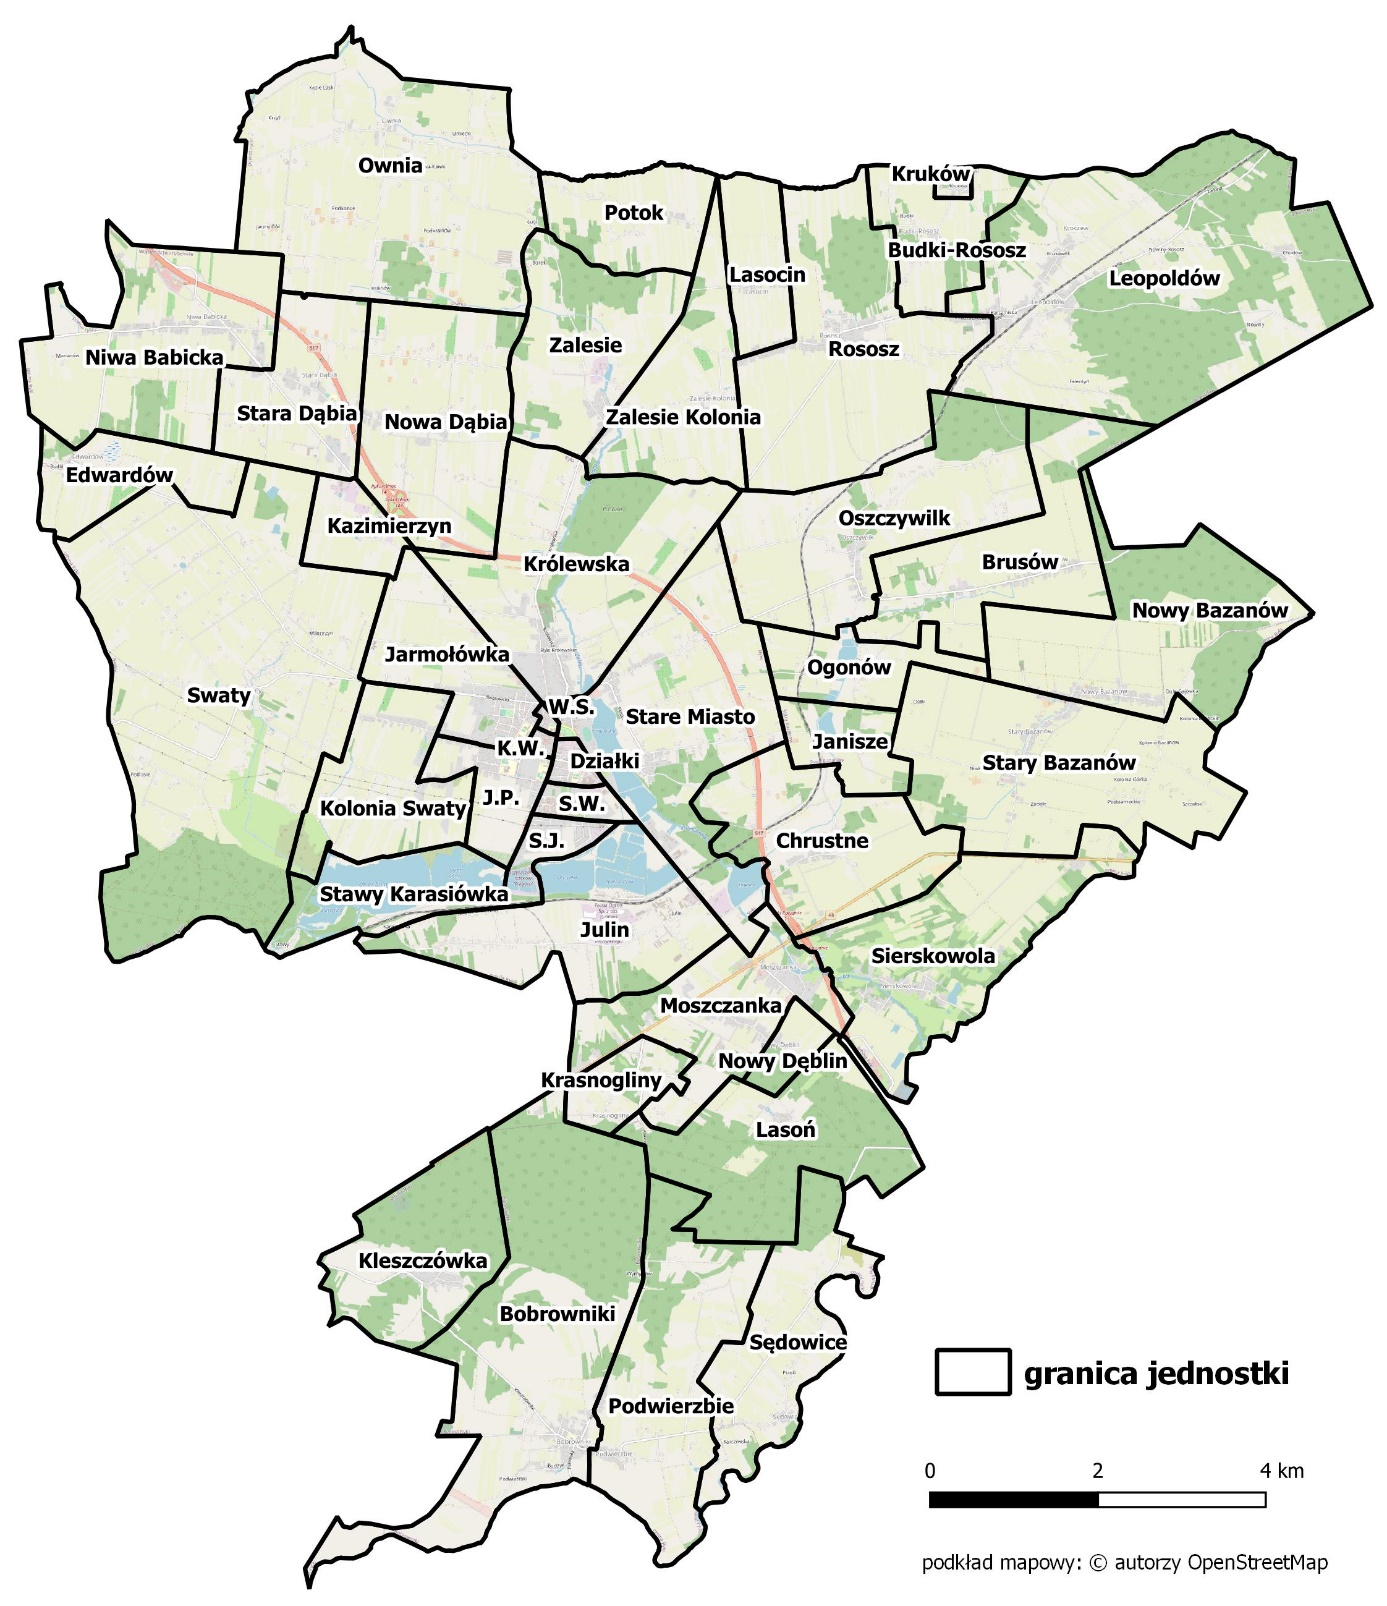 Ownia
Kruków
Potok
Budki-Rososz
Lasocin
Leopoldów
Zalesie
Rososz
Niwa Babicka
Stara Dąbia
Nowa Dąbia
Zalesie Kolonia
Edwardów
Kazimierzyn
Oszczywilk
Królewska
Brusów
Nowy Bazanów
Jarmołówka
Ogonów
Swaty
W.S.
Stare Miasto
K.W.
Janisze
Działki
Stary Bazanów
J.P.
S.W.
Kolonia Swaty
S.J.
Chrustne
Stawy Karasiówka
Julin
Sierskowola
Moszczanka
Nowy Dęblin
Krasnogliny
Lasoń
Kleszczówka
Bobrowniki
Sędowice
Podwierzbie
granica jednostki
0 2 4 km
podkład mapowy: © autorzy OpenStreetMap